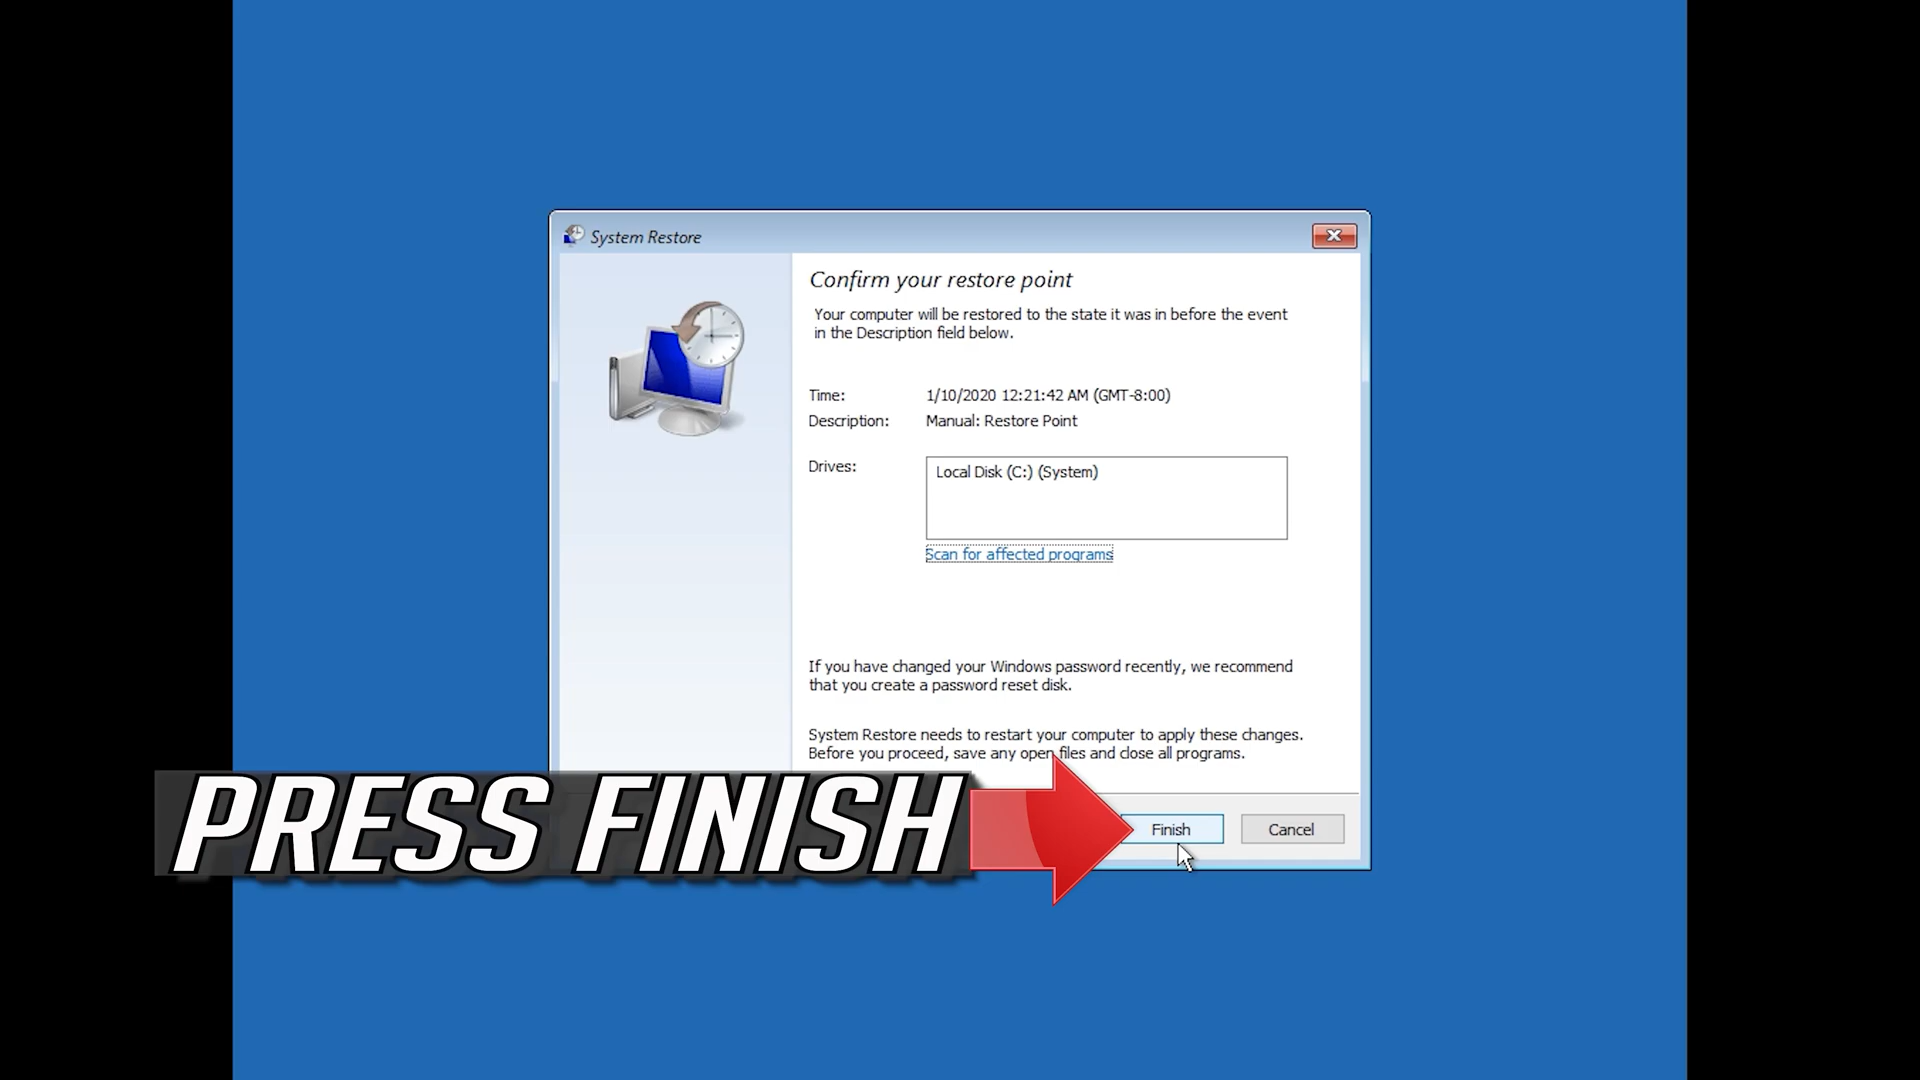 System Restore
Confirm your restore point
Your computer will be restored to the state it was in before the event
in the Description field below.
Time: 1/10/2020 12:21:42 AM (GMT-8:00)
Description: Manual: Restore Point
Drives: Local Disk (C:) (System)
Scan for affected programs
If you have changed your Windows password recently, we recommend
that you create a password reset disk.
System Restore needs to restart your computer to apply these changes.
Before you proceed, save any open files and close all programs.
PRESS FINISH
Finish Cancel